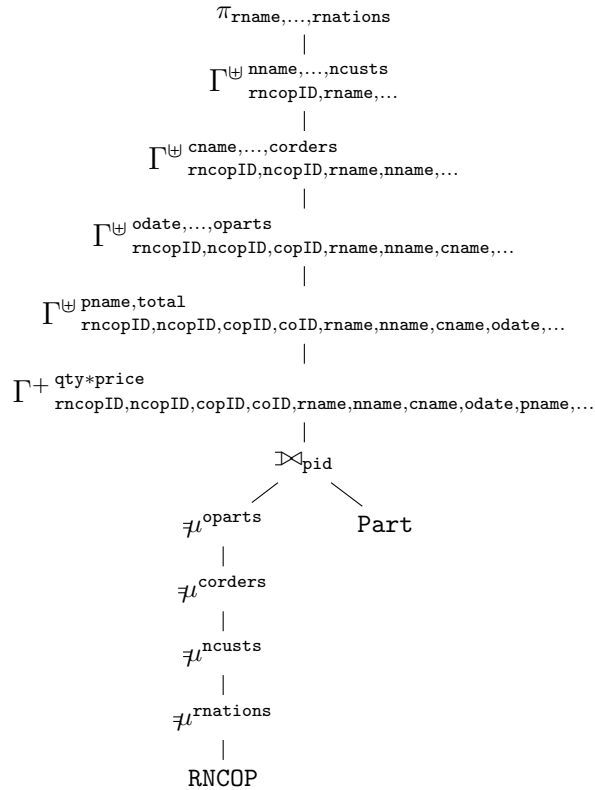 π rname,...,rnations
Γ⊎ nname,...,ncusts
rncopID,rname,...
Γ⊎ cname,...,corders
rncopID,ncopID,rname,nname,...
Γ⊎ odate,...,oparts
rncopID,ncopID,copID,rname,nname,cname,...
Γ⊎ pname,total
rncopID,ncopID,copID,coID,rname,nname,cname,odate,...
Γ+ qty*price
rncopID,ncopID,copID,coID,rname,nname,cname,odate,pname,...
⟕ pid
μ oparts Part
μ corders
μ ncusts
μ rnations
RNCOP